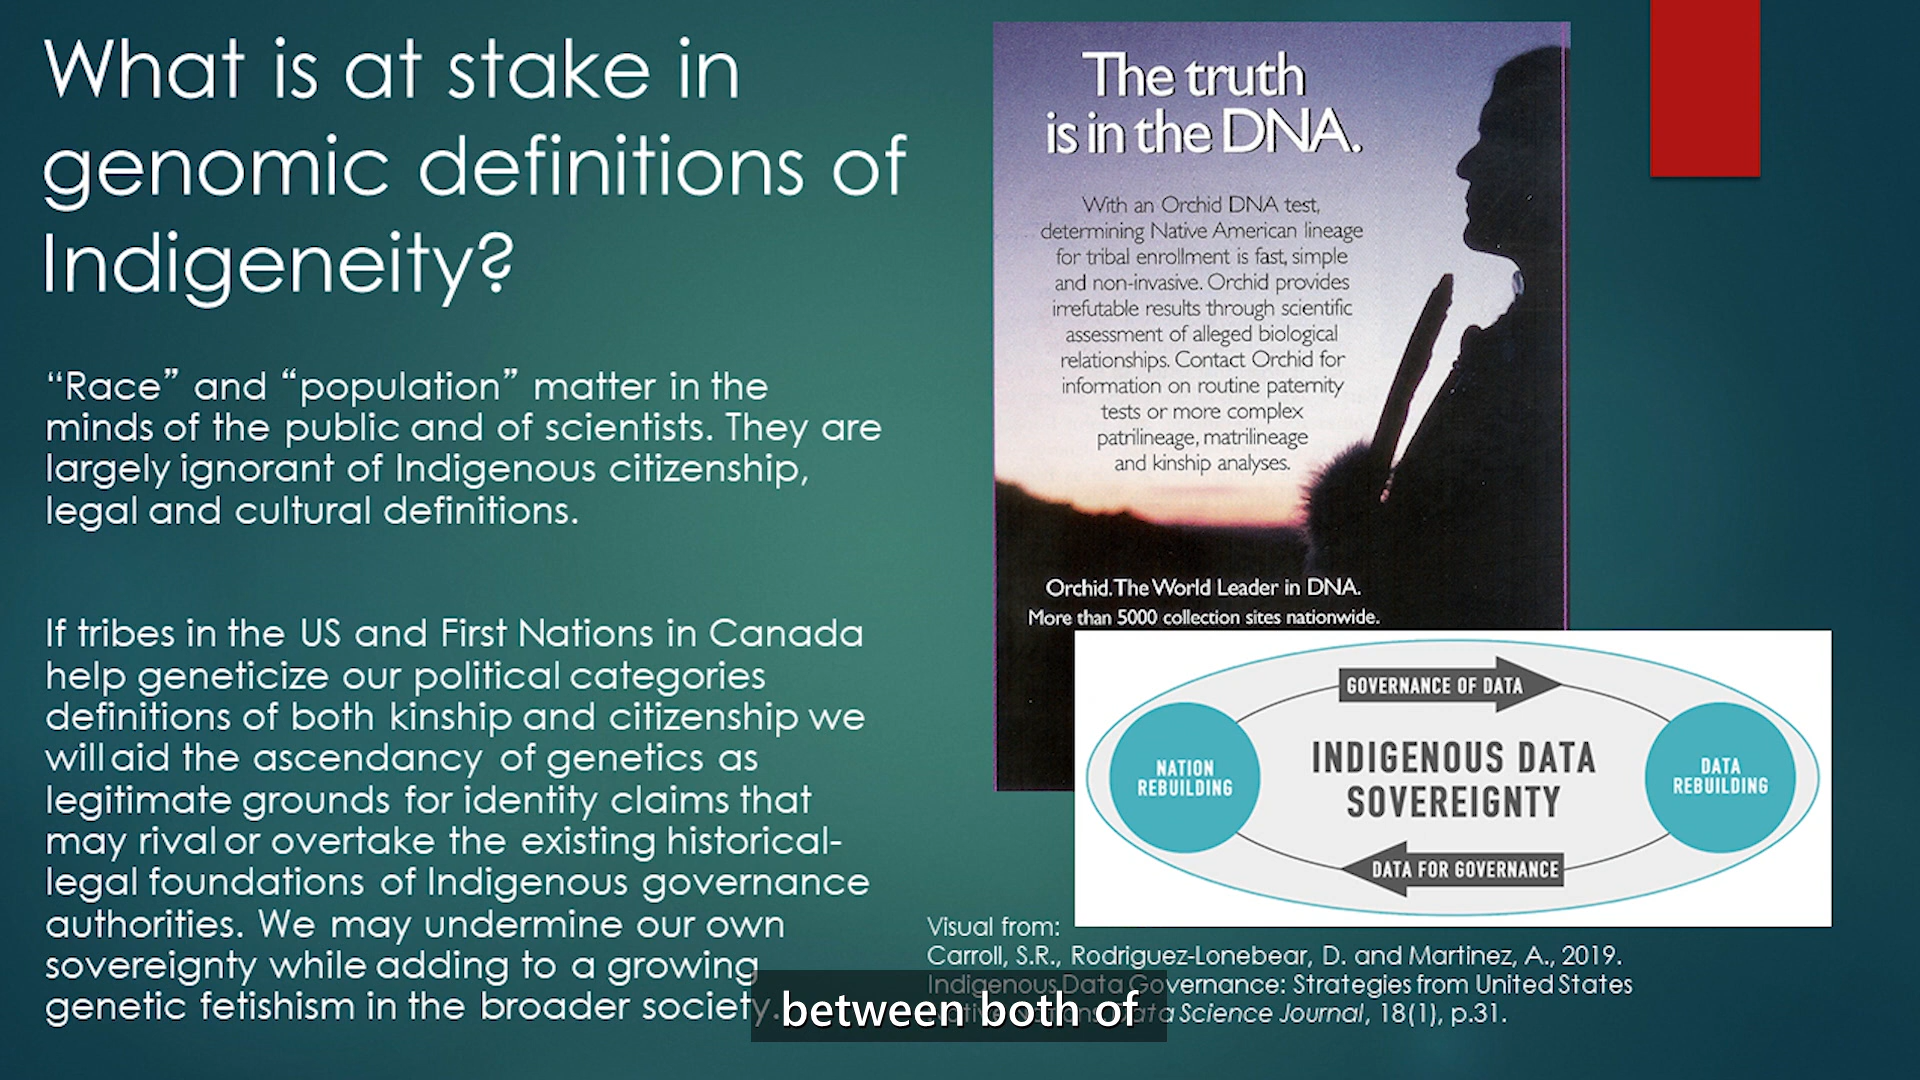 What is at stake in
genomic definitions of
Indigeneity?
“Race” and “population” matter in the
minds of the public and of scientists. They are
largely ignorant of Indigenous citizenship,
legal and cultural definitions.
If tribes in the US and First Nations in Canada
help geneticize our political categories
definitions of both kinship and citizenship we
will aid the ascendancy of genetics as
legitimate grounds for identity claims that
may rival or overtake the existing historical-
legal foundations of Indigenous governance
authorities. We may undermine our own
sovereignty while adding to a growing
genetic fetishism in the broader society.
The truth
is in the DNA.
With an Orchid DNA test,
determining Native American lineage
for tribal enrollment is fast, simple
and non-invasive. Orchid provides
irrefutable results through scientific
assessment of alleged biological
relationships. Contact Orchid for
information on routine paternity
tests or more complex
patrilineage, matrilineage
and kinship analyses.
Orchid. The World Leader in DNA.
More than 5000 collection sites nationwide.
GOVERNANCE OF DATA
NATION
REBUILDING
INDIGENOUS DATA
SOVEREIGNTY
DATA
REBUILDING
DATA FOR GOVERNANCE
Visual from:
Carroll, S.R., Rodriguez-Lonebear, D. and Martinez, A., 2019.
Indigenous Data Governance: Strategies from United States
Native Nations. Data Science Journal, 18(1), p.31.
between both of